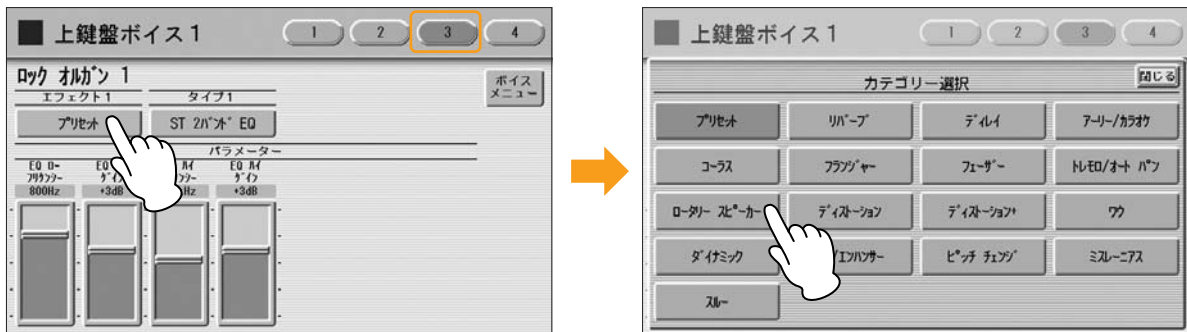 上鍵盤ボイス1 1 2 3 4
ロック オルガン 1
ボイス
メニュー
エフェクト1 タイプ1
プリセット ST 2バンド EQ
パラメーター
EQ ロー
フリケンシー
800Hz
ゲイン
+3dB
EQ ハイ
ゲイン
+3dB
上鍵盤ボイス1 1 2 3 4
カテゴリー選択 閉じる
プリセット リバーブ ディレイ アーリー/カラオケ
コーラス フランジャー フェーザー トレモロ/オート パン
ロータリー スピーカー ディストーション ディストーション+ ワウ
ダイナミック エンハンサー ピッチ チェンジ ミスレーニアス
スルー